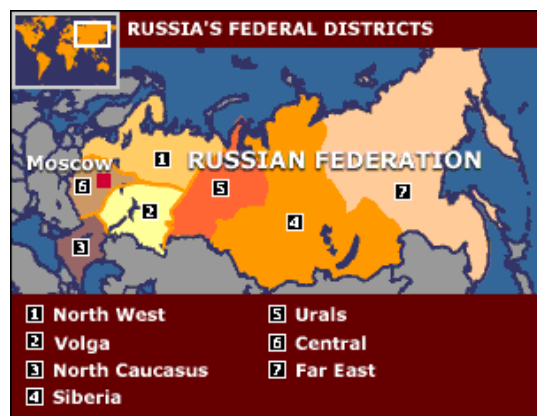 RUSSIA'S FEDERAL DISTRICTS
1
Moscow
RUSSIAN FEDERATION
6
5
7
2
4
3
1 North West
2 Volga
3 North Caucasus
4 Siberia
5 Urals
6 Central
7 Far East